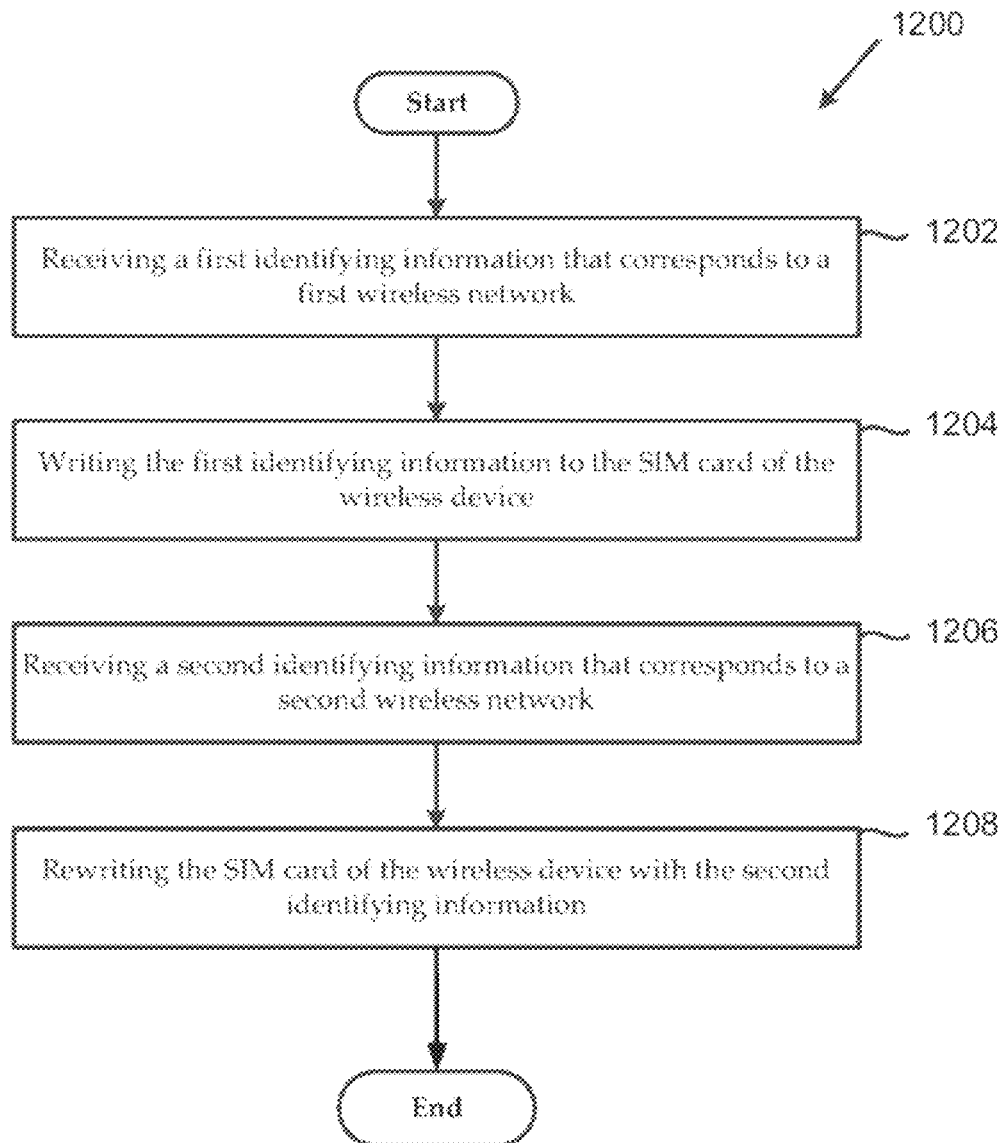 1200
Start
1202
Receiving a first identifying information that corresponds to a
first wireless network
1204
Writing the first identifying information to the SIM card of the
wireless device
1206
Receiving a second identifying information that corresponds to a
second wireless network
1208
Rewriting the SIM card of the wireless device with the second
identifying information
End